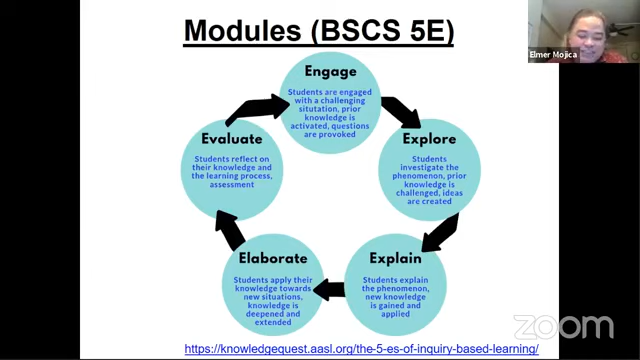 Modules (BSCS 5E)
Elmer Mojica
Engage
Students are engaged
with a challenging
situtation, prior
knowledge is
activated, questions
are provoked
Explore
Students
investigate the
phenomenon, prior
knowledge is
challenged, ideas
are created
Explain
Students explain
the phenomenon,
new knowledge
is gained and
applied
Elaborate
Students apply their
knowledge towards
new situations,
knowledge is
deepened and
extended
Evaluate
Students reflect on
their knowledge and
the learning process,
assessment
https://knowledgequest.aasl.org/the-5-es-of-inquiry-based-learning/
zoom